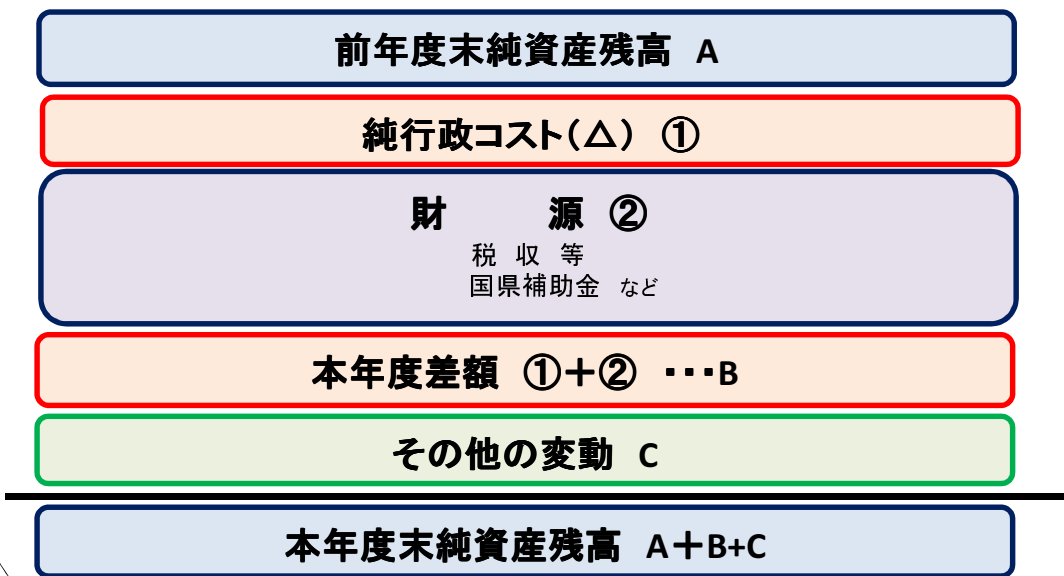 前年度末純資産残高 A
純行政コスト(△) ①
財 源 ②
税 収 等
国県補助金 など
本年度差額 ①+② ・・・B
その他の変動 C
本年度末純資産残高 A+B+C